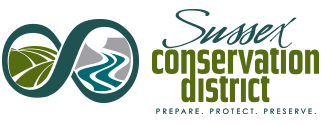 Sussex
conservation
district
PREPARE. PROTECT. PRESERVE.